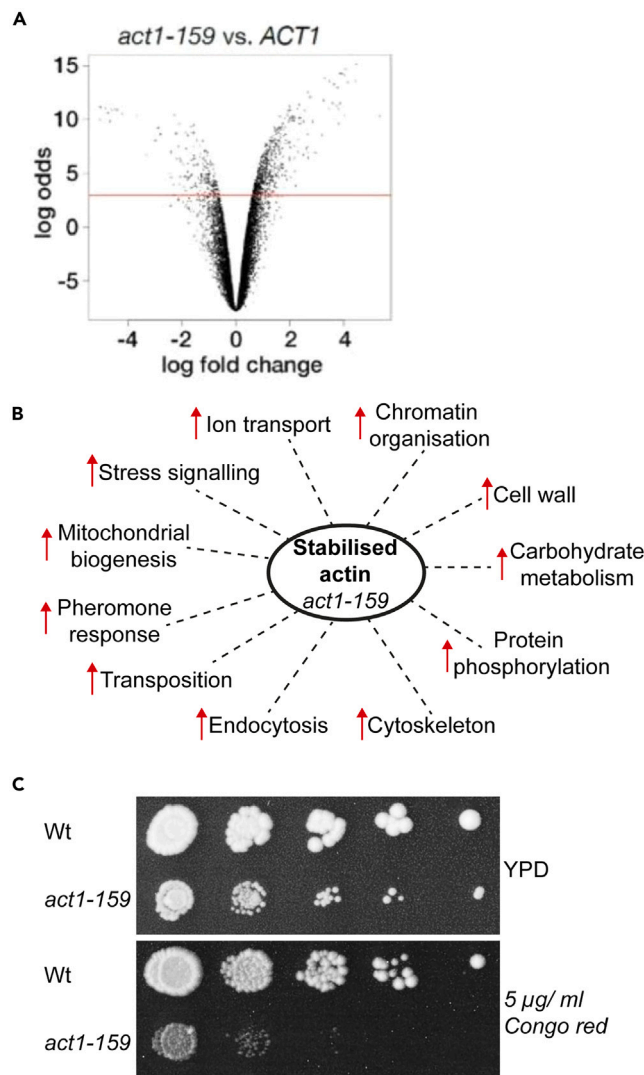 A
act1-159 vs. ACT1
15
10
5
0
-5
log odds
-4
-2
0
2
4
log fold change
B
Ion transport
Chromatin
organisation
Stress signalling
Cell wall
Mitochondrial
biogenesis
Stabilised
actin
act1-159
Carbohydrate
metabolism
Pheromone
response
Protein
phosphorylation
Transposition
Endocytosis
Cytoskeleton
C
Wt
act1-159
YPD
Wt
act1-159
5 µg/ ml
Congo red